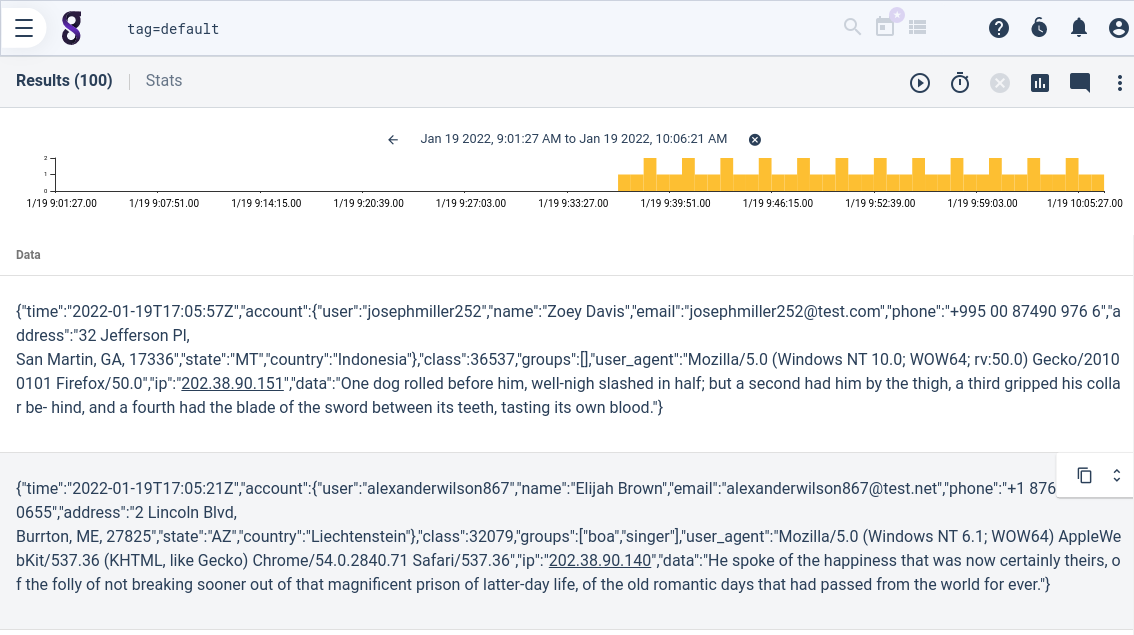 tag=default
Results (100)
Stats
Jan 19 2022, 9:01:27 AM to Jan 19 2022, 10:06:21 AM
2
1
0
1/19 9:01:27.00 1/19 9:07:51.00 1/19 9:14:15.00 1/19 9:20:39.00 1/19 9:27:03.00 1/19 9:33:27.00 1/19 9:39:51.00 1/19 9:46:15.00 1/19 9:52:39.00 1/19 9:59:03.00 1/19 10:05:27.00
Data
{"time":"2022-01-19T17:05:57Z","account":{"user":"josephmiller252","name":"Zoey Davis","email":"josephmiller252@test.com","phone":"+995 00 87490 976 6","a
ddress":"32 Jefferson Pl,
San Martin, GA, 17336","state":"MT","country":"Indonesia"},"class":36537,"groups":[],"user_agent":"Mozilla/5.0 (Windows NT 10.0; WOW64; rv:50.0) Gecko/2010
0101 Firefox/50.0","ip":"202.38.90.151","data":"One dog rolled before him, well-nigh slashed in half; but a second had him by the thigh, a third gripped his colla
r be- hind, and a fourth had the blade of the sword between its teeth, tasting its own blood."}
{"time":"2022-01-19T17:05:21Z","account":{"user":"alexanderwilson867","name":"Elijah Brown","email":"alexanderwilson867@test.net","phone":"+1 876
0655","address":"2 Lincoln Blvd,
Burrton, ME, 27825","state":"AZ","country":"Liechtenstein"},"class":32079,"groups":["boa","singer"],"user_agent":"Mozilla/5.0 (Windows NT 6.1; WOW64) AppleWe
bKit/537.36 (KHTML, like Gecko) Chrome/54.0.2840.71 Safari/537.36","ip":"202.38.90.140","data":"He spoke of the happiness that was now certainly theirs, o
f the folly of not breaking sooner out of that magnificent prison of latter-day life, of the old romantic days that had passed from the world for ever."}